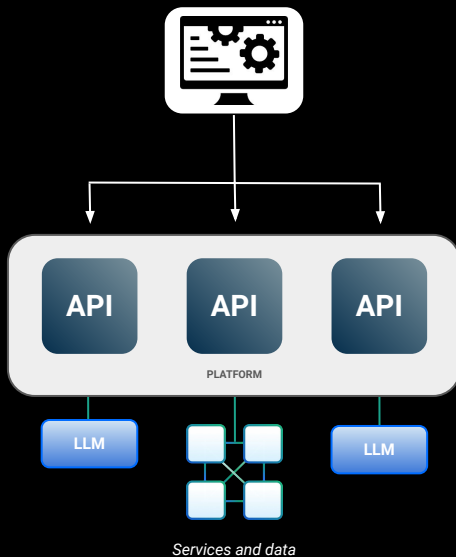 API
API
API
PLATFORM
LLM
LLM
Services and data